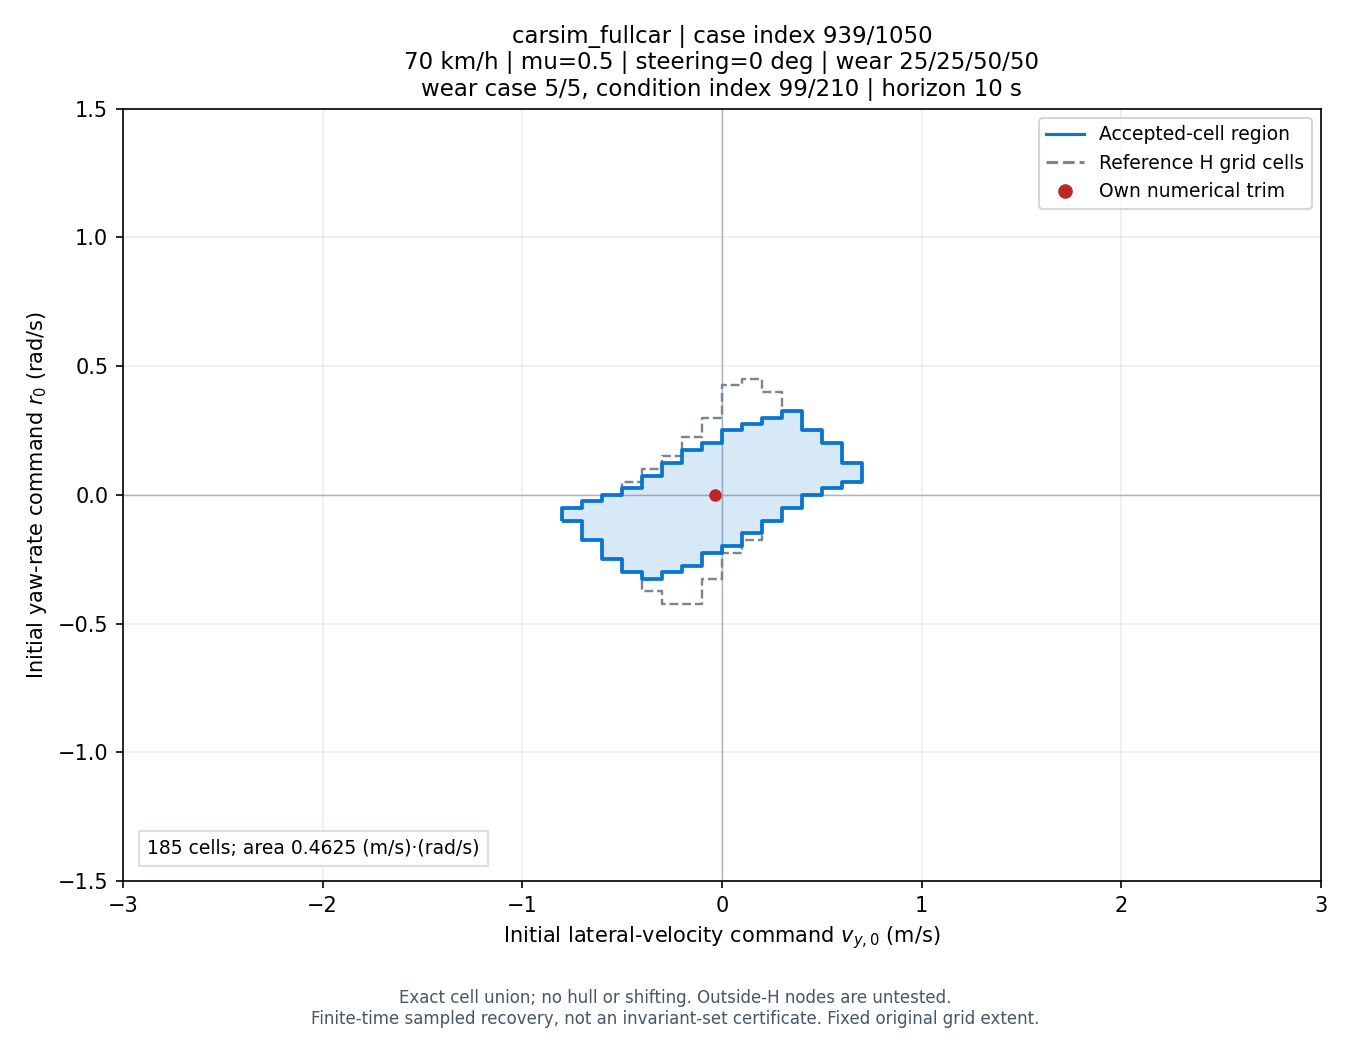 carsim_fullcar | case index 939/1050
70 km/h | mu=0.5 | steering=0 deg | wear 25/25/50/50
wear case 5/5, condition index 99/210 | horizon 10 s
Accepted-cell region
Reference H grid cells
Own numerical trim
Initial yaw-rate command r₀ (rad/s)
1.5
1.0
0.5
0.0
−0.5
−1.0
−1.5
185 cells; area 0.4625 (m/s)·(rad/s)
−3
−2
−1
0
1
2
3
Initial lateral-velocity command v_{y,0} (m/s)
Exact cell union; no hull or shifting. Outside-H nodes are untested.
Finite-time sampled recovery, not an invariant-set certificate. Fixed original grid extent.